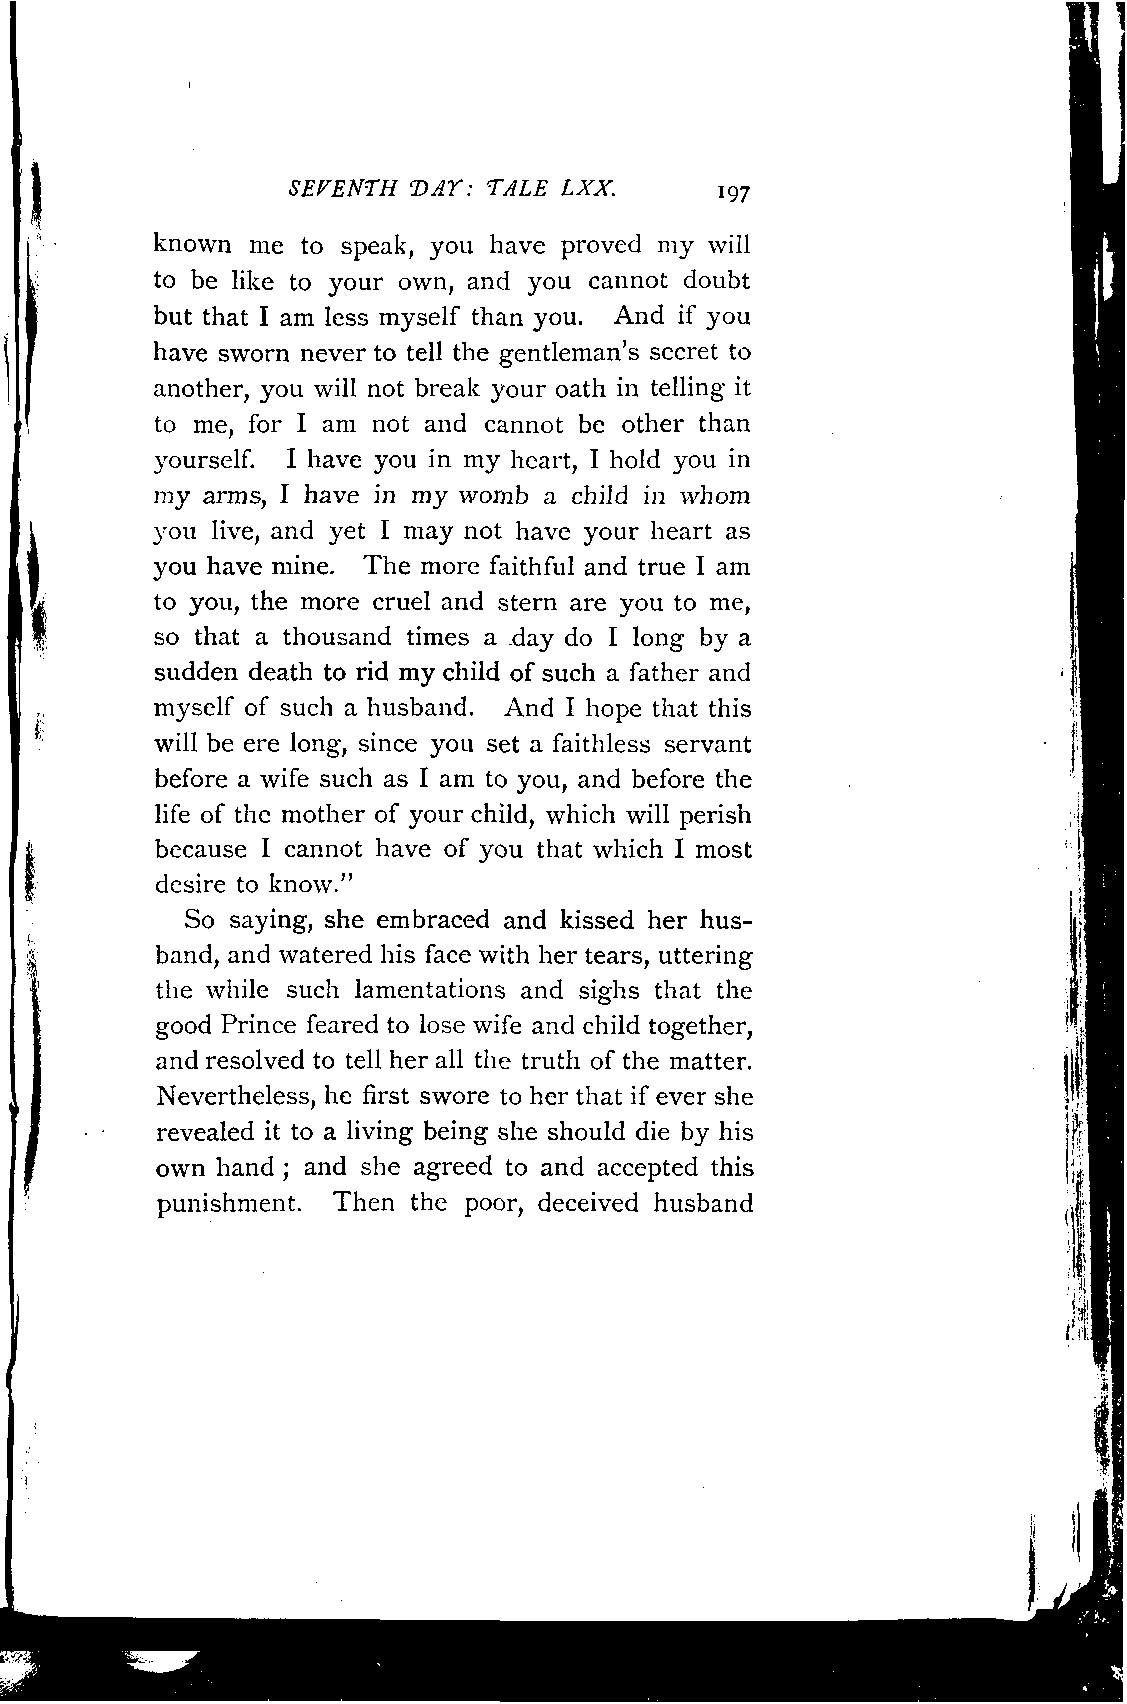 SEVENTH DAY: TALE LXX. 197
known me to speak, you have proved my will
to be like to your own, and you cannot doubt
but that I am less myself than you. And if you
have sworn never to tell the gentleman's secret to
another, you will not break your oath in telling it
to me, for I am not and cannot be other than
yourself. I have you in my heart, I hold you in
my arms, I have in my womb a child in whom
you live, and yet I may not have your heart as
you have mine. The more faithful and true I am
to you, the more cruel and stern are you to me,
so that a thousand times a day do I long by a
sudden death to rid my child of such a father and
myself of such a husband. And I hope that this
will be ere long, since you set a faithless servant
before a wife such as I am to you, and before the
life of the mother of your child, which will perish
because I cannot have of you that which I most
desire to know."
So saying, she embraced and kissed her hus-
band, and watered his face with her tears, uttering
the while such lamentations and sighs that the
good Prince feared to lose wife and child together,
and resolved to tell her all the truth of the matter.
Nevertheless, he first swore to her that if ever she
revealed it to a living being she should die by his
own hand ; and she agreed to and accepted this
punishment. Then the poor, deceived husband